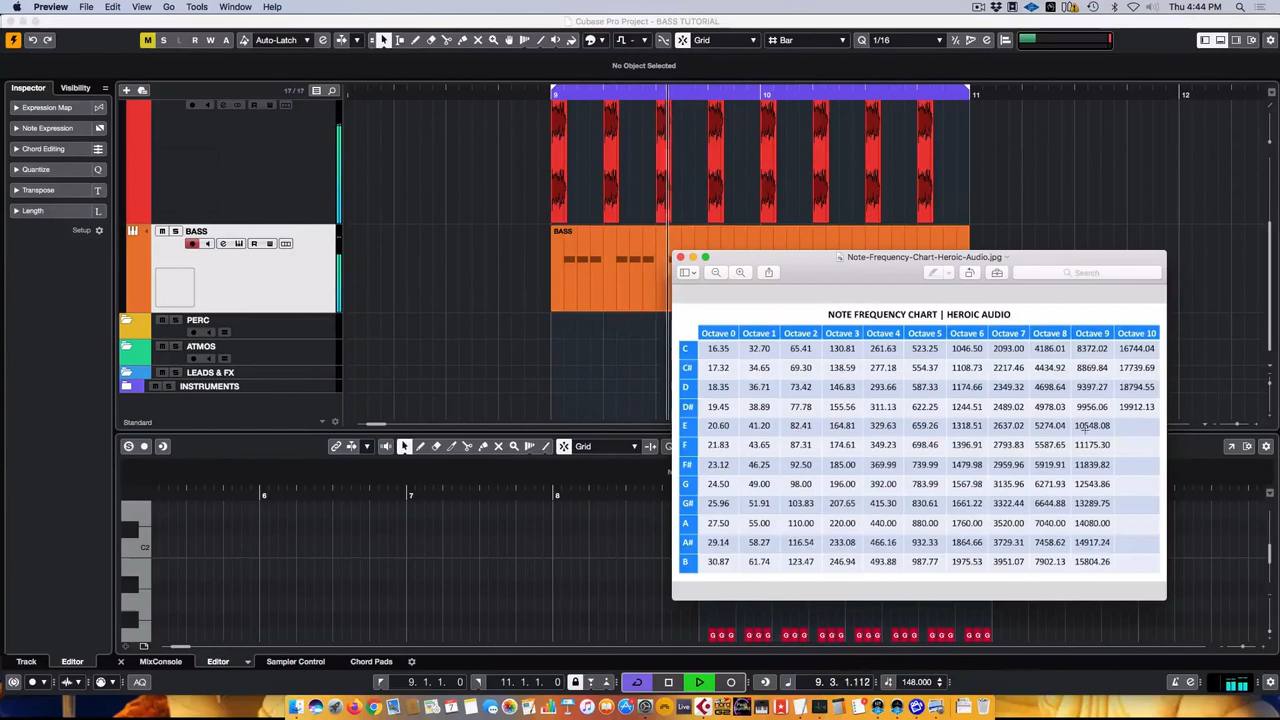 Preview File Edit View Go Tools Window Help Thu 4:44 PM
Cubase Pro Project - BASS TUTORIAL
M S L R W A Auto-Latch Grid Bar Q 1/16
No Object Selected
Inspector Visibility 17 / 17 9 10 11 12
Expression Map
Note Expression
Chord Editing
Quantize Q
Transpose T
Length L
Setup
m S BASS
BASS
Note-Frequency-Chart-Heroic-Audio.jpg
Search
NOTE FREQUENCY CHART | HEROIC AUDIO
Octave 0 Octave 1 Octave 2 Octave 3 Octave 4 Octave 5 Octave 6 Octave 7 Octave 8 Octave 9 Octave 10
C 16.35 32.70 65.41 130.81 261.63 523.25 1046.50 2093.00 4186.01 8372.02 16744.04
C# 17.32 34.65 69.30 138.59 277.18 554.37 1108.73 2217.46 4434.92 8869.84 17739.69
D 18.35 36.71 73.42 146.83 293.66 587.33 1174.66 2349.32 4698.64 9397.27 18794.55
D# 19.45 38.89 77.78 155.56 311.13 622.25 1244.51 2489.02 4978.03 9956.06 19912.13
E 20.60 41.20 82.41 164.81 329.63 659.26 1318.51 2637.02 5274.04 10548.08
F 21.83 43.65 87.31 174.61 349.23 698.46 1396.91 2793.83 5587.65 11175.30
F# 23.12 46.25 92.50 185.00 369.99 739.99 1479.98 2959.96 5919.91 11839.82
G 24.50 49.00 98.00 196.00 392.00 783.99 1567.98 3135.96 6271.93 12543.86
G# 25.96 51.91 103.83 207.65 415.30 830.61 1661.22 3322.44 6644.88 13289.75
A 27.50 55.00 110.00 220.00 440.00 880.00 1760.00 3520.00 7040.00 14080.00
A# 29.14 58.27 116.54 233.08 466.16 932.33 1864.66 3729.31 7458.62 14917.24
B 30.87 61.74 123.47 246.94 493.88 987.77 1975.53 3951.07 7902.13 15804.26
m S PERC
m S ATMOS
LEADS & FX
m S INSTRUMENTS
Standard
Grid
6 7 8
C2
G G G G G G G G G G G G G G G G G G G G G G G G
Track Editor MixConsole Editor Sampler Control Chord Pads
AQ 9. 1. 1. 0 11. 1. 1. 0 9. 3. 1.112 148.000